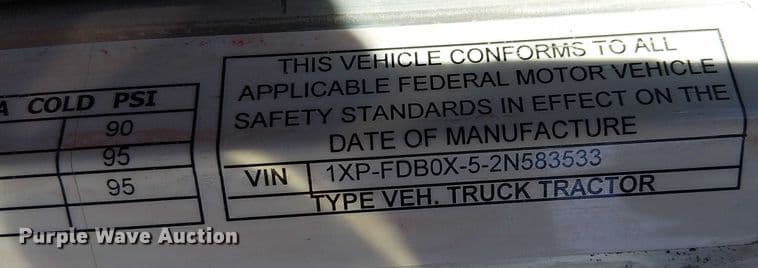 A COLD PSI
90
95
95
THIS VEHICLE CONFORMS TO ALL
APPLICABLE FEDERAL MOTOR VEHICLE
SAFETY STANDARDS IN EFFECT ON THE
DATE OF MANUFACTURE
VIN 1XP-FDB0X-5-2N583533
TYPE VEH. TRUCK TRACTOR
Purple Wave Auction